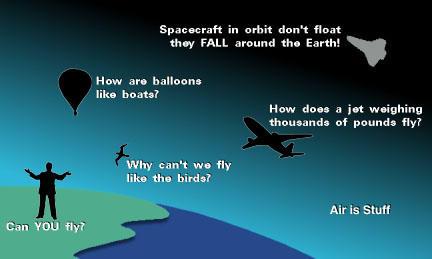 Spacecraft in orbit don't float
they FALL around the Earth!
How are balloons
like boats?
How does a jet weighing
thousands of pounds fly?
Why can't we fly
like the birds?
Air is Stuff
Can YOU fly?